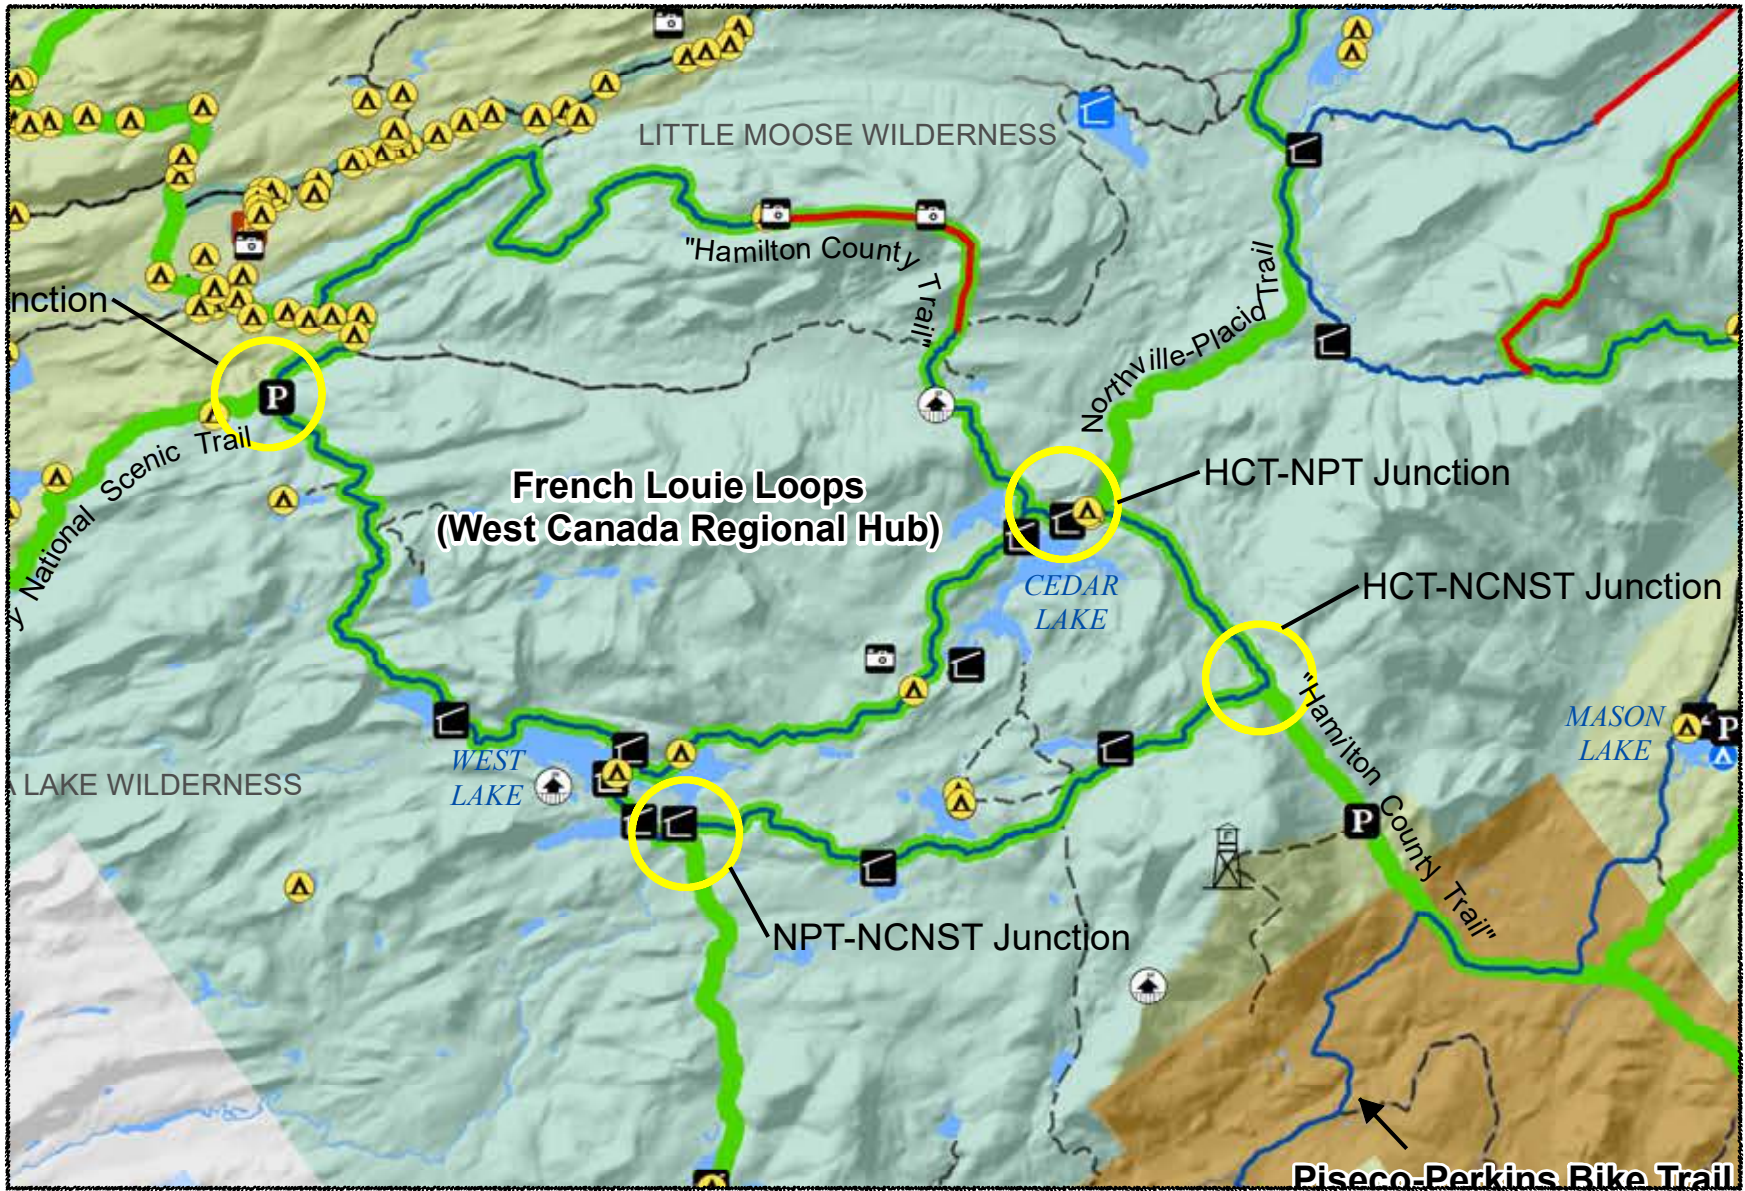 LITTLE MOOSE WILDERNESS
"Hamilton County Trail"
nction
Northville-Placid Trail
y National Scenic Trail
French Louie Loops
(West Canada Regional Hub)
HCT-NPT Junction
CEDAR
LAKE
HCT-NCNST Junction
"Hamilton County Trail"
MASON
LAKE
WEST
LAKE
A LAKE WILDERNESS
NPT-NCNST Junction
Piseco-Perkins Bike Trail
P
P
P
F